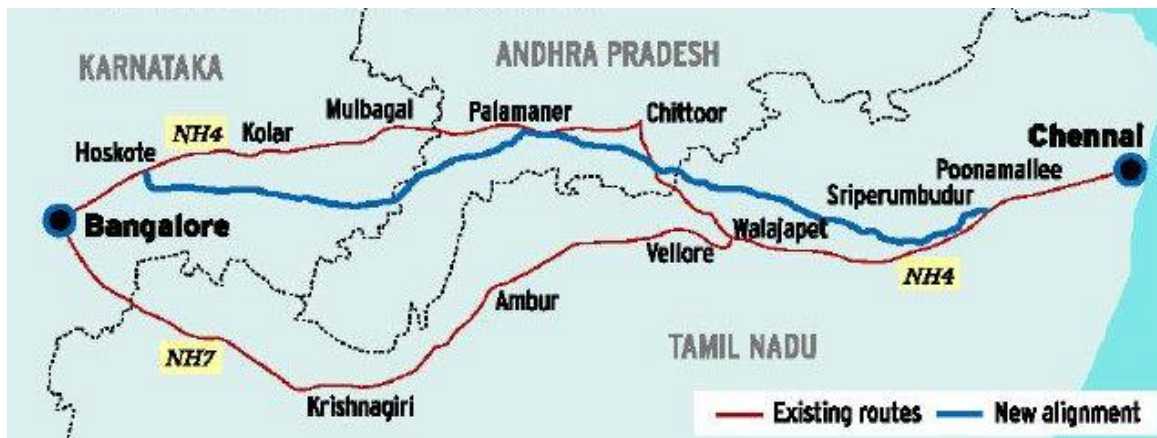 KARNATAKA
ANDHRA PRADESH
Mulbagal
Palamaner
Chittoor
NH4
Kolar
Hoskote
Chennai
Poonamallee
Sriperumbudur
Bangalore
Walajapet
Vellore
NH4
Ambur
NH7
TAMIL NADU
Krishnagiri
Existing routes
New alignment